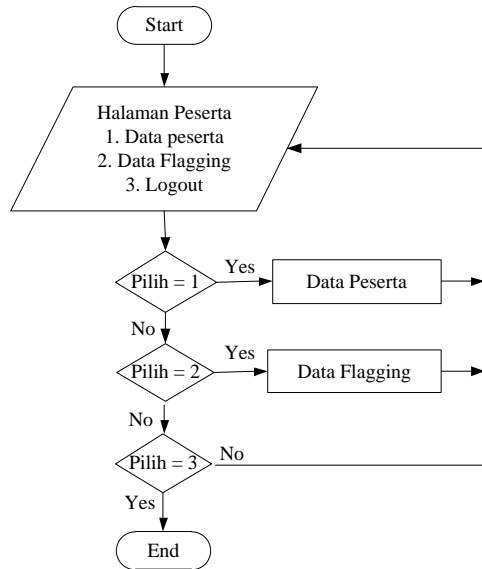 Start
Halaman Peserta
1. Data peserta
2. Data Flagging
3. Logout
Pilih = 1
Yes
Data Peserta
No
Pilih = 2
Yes
Data Flagging
No
Pilih = 3
No
Yes
End